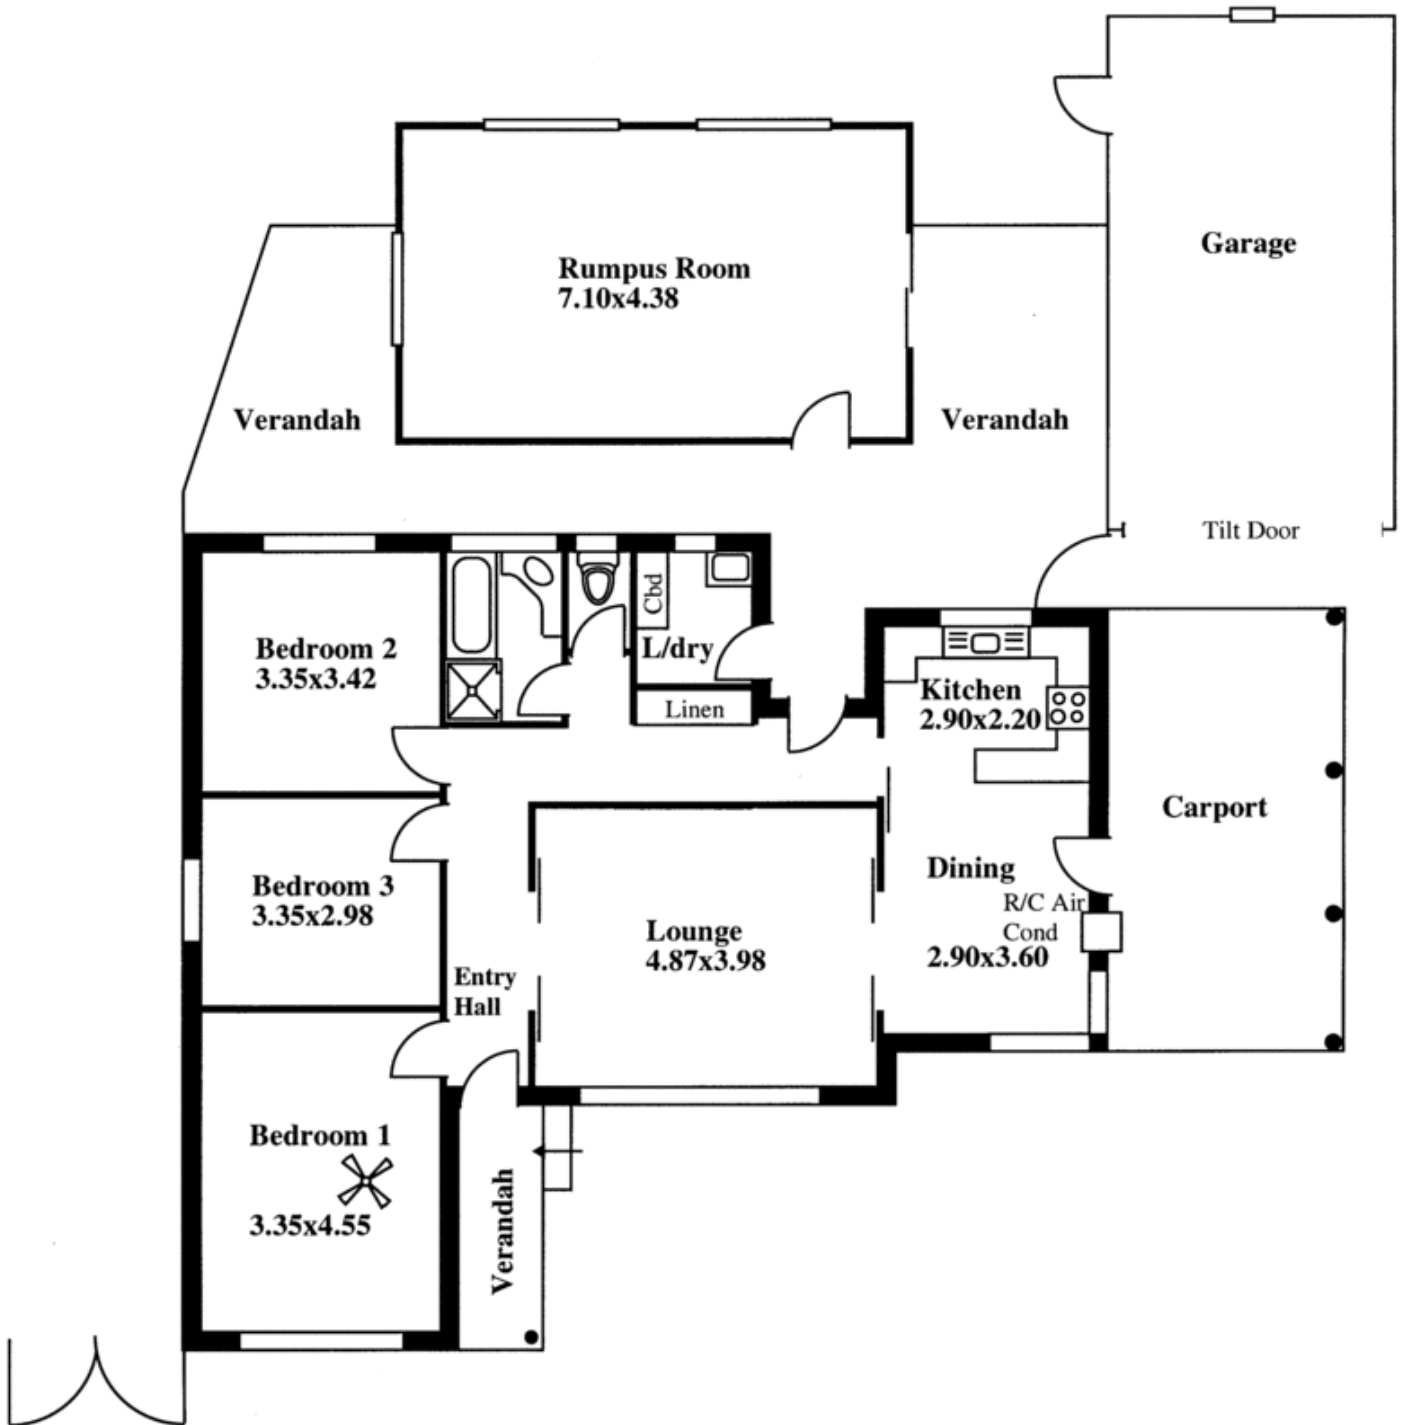 Garage
Rumpus Room
7.10x4.38
Verandah
Verandah
Tilt Door
Bedroom 2
3.35x3.42
Cbd
L/dry
Linen
Kitchen
2.90x2.20
Carport
Bedroom 3
3.35x2.98
Lounge
4.87x3.98
Dining
R/C Air
Cond
2.90x3.60
Entry
Hall
Bedroom 1
3.35x4.55
Verandah